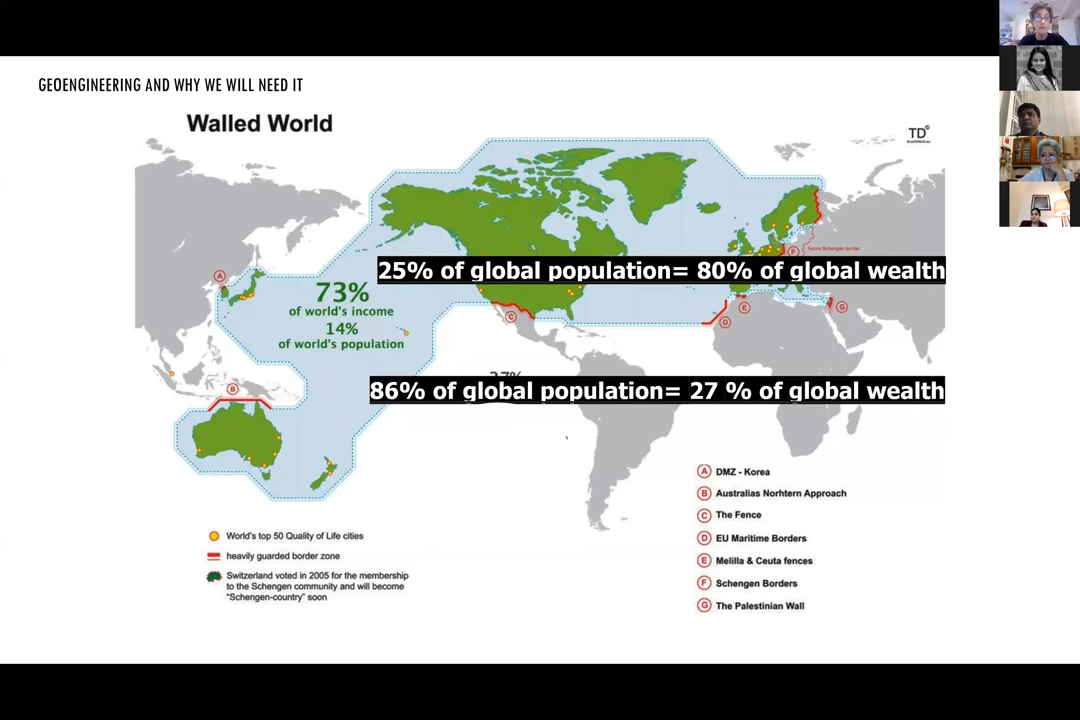 GEOENGINEERING AND WHY WE WILL NEED IT
Walled World
TD
future Schengen border
25% of global population= 80% of global wealth
A
F
73%
of world's income
14%
of world's population
E
G
C
D
B
86% of global population= 27 % of global wealth
A DMZ - Korea
B Australias Norhtern Approach
C The Fence
D EU Maritime Borders
E Melilla & Ceuta fences
F Schengen Borders
G The Palestinian Wall
World's top 50 Quality of Life cities
heavily guarded border zone
Switzerland voted in 2005 for the membership
to the Schengen community and will become
"Schengen-country" soon